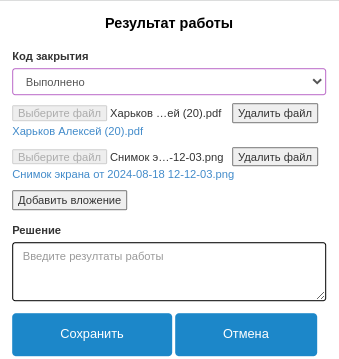 Результат работы
Код закрытия
Выполнено
Выберите файл Харьков ...ей (20).pdf Удалить файл
Харьков Алексей (20).pdf
Выберите файл Снимок э...-12-03.png Удалить файл
Снимок экрана от 2024-08-18 12-12-03.png
Добавить вложение
Решение
Введите резултаты работы
Сохранить Отмена